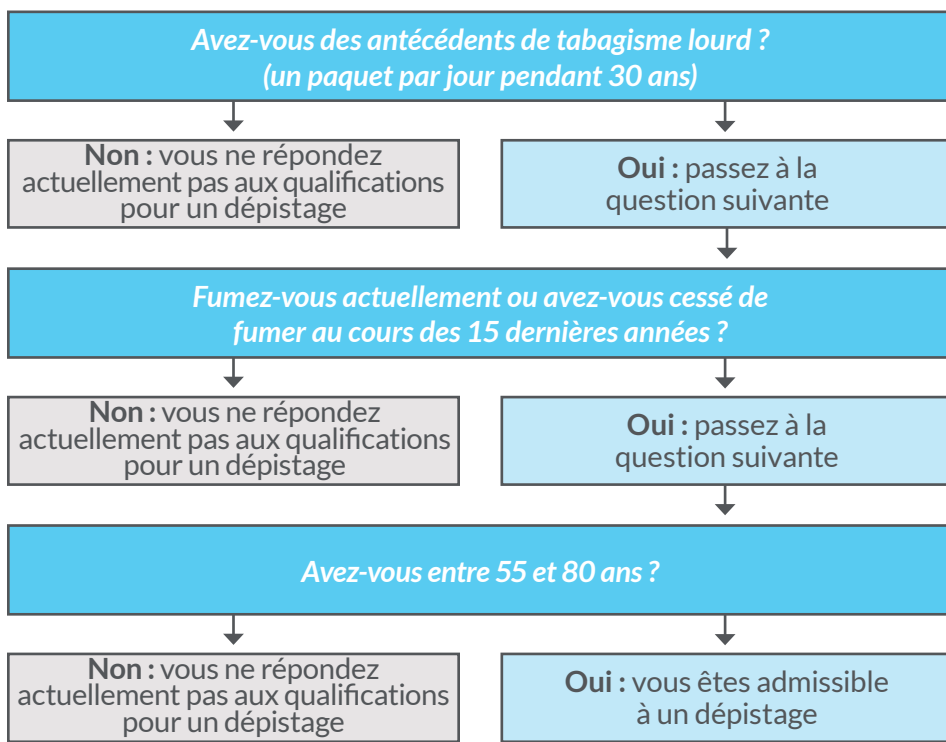 Avez-vous des antécédents de tabagisme lourd ?
(un paquet par jour pendant 30 ans)
Non : vous ne répondez
actuellement pas aux qualifications
pour un dépistage
Oui : passez à la
question suivante
Fumez-vous actuellement ou avez-vous cessé de
fumer au cours des 15 dernières années ?
Non : vous ne répondez
actuellement pas aux qualifications
pour un dépistage
Oui : passez à la
question suivante
Avez-vous entre 55 et 80 ans ?
Non : vous ne répondez
actuellement pas aux qualifications
pour un dépistage
Oui : vous êtes admissible
à un dépistage